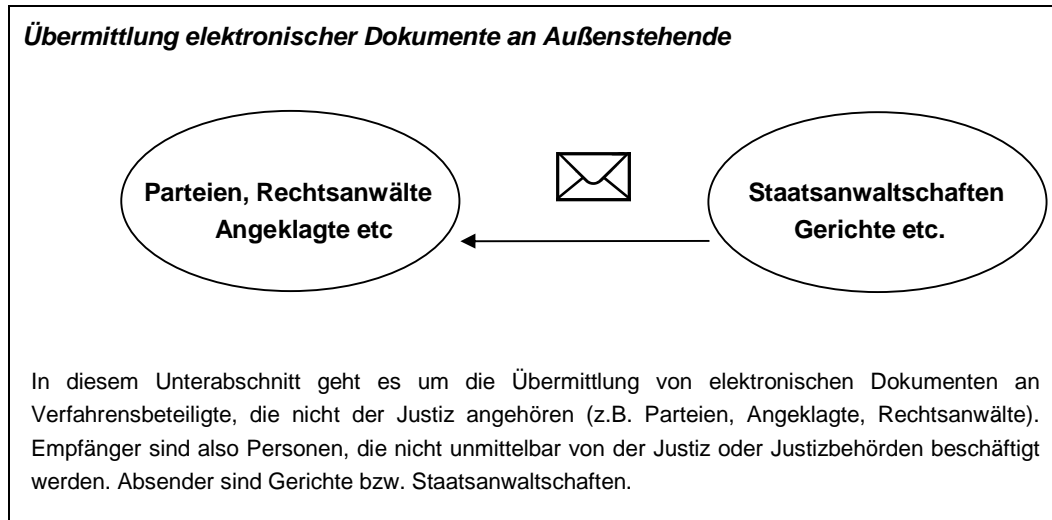 Übermittlung elektronischer Dokumente an Außenstehende
Parteien, Rechtsanwälte
Angeklagte etc
Staatsanwaltschaften
Gerichte etc.
In diesem Unterabschnitt geht es um die Übermittlung von elektronischen Dokumenten an
Verfahrensbeteiligte, die nicht der Justiz angehören (z.B. Parteien, Angeklagte, Rechtsanwälte).
Empfänger sind also Personen, die nicht unmittelbar von der Justiz oder Justizbehörden beschäftigt
werden. Absender sind Gerichte bzw. Staatsanwaltschaften.